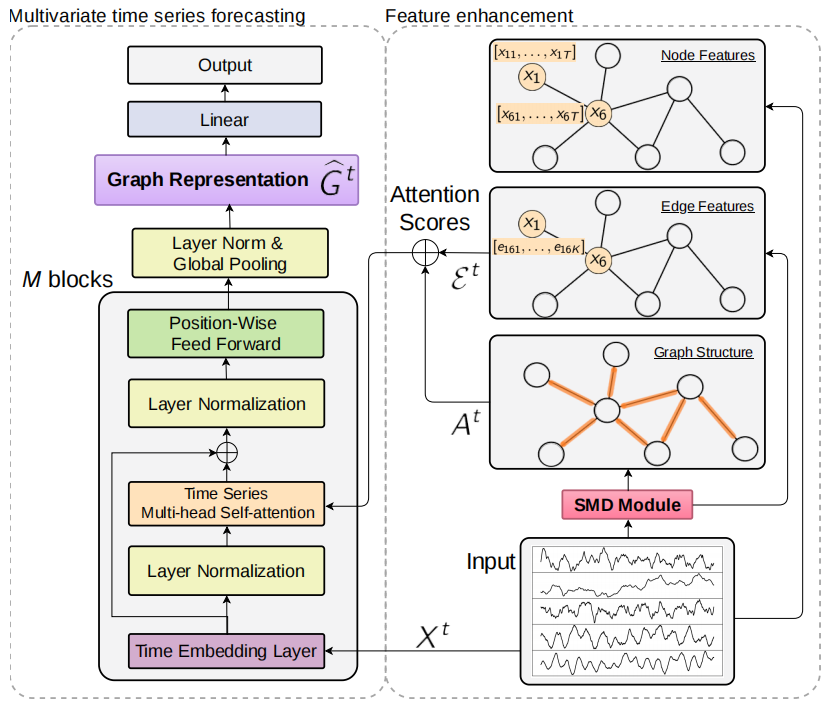 Multivariate time series forecasting
Output
Linear
Graph Representation Ĝ^t
Layer Norm &
Global Pooling
M blocks
Position-Wise
Feed Forward
Layer Normalization
Time Series
Multi-head Self-attention
Layer Normalization
Time Embedding Layer
Feature enhancement
[x₁₁, . . . , x₁T]
Node Features
x₁
[x₆₁, . . . , x₆T]
x₆
Attention
Scores
Edge Features
x₁
[e₁₆₁, . . . , e₁₆K]
x₆
ℰ^t
Graph Structure
A^t
SMD Module
Input
X^t